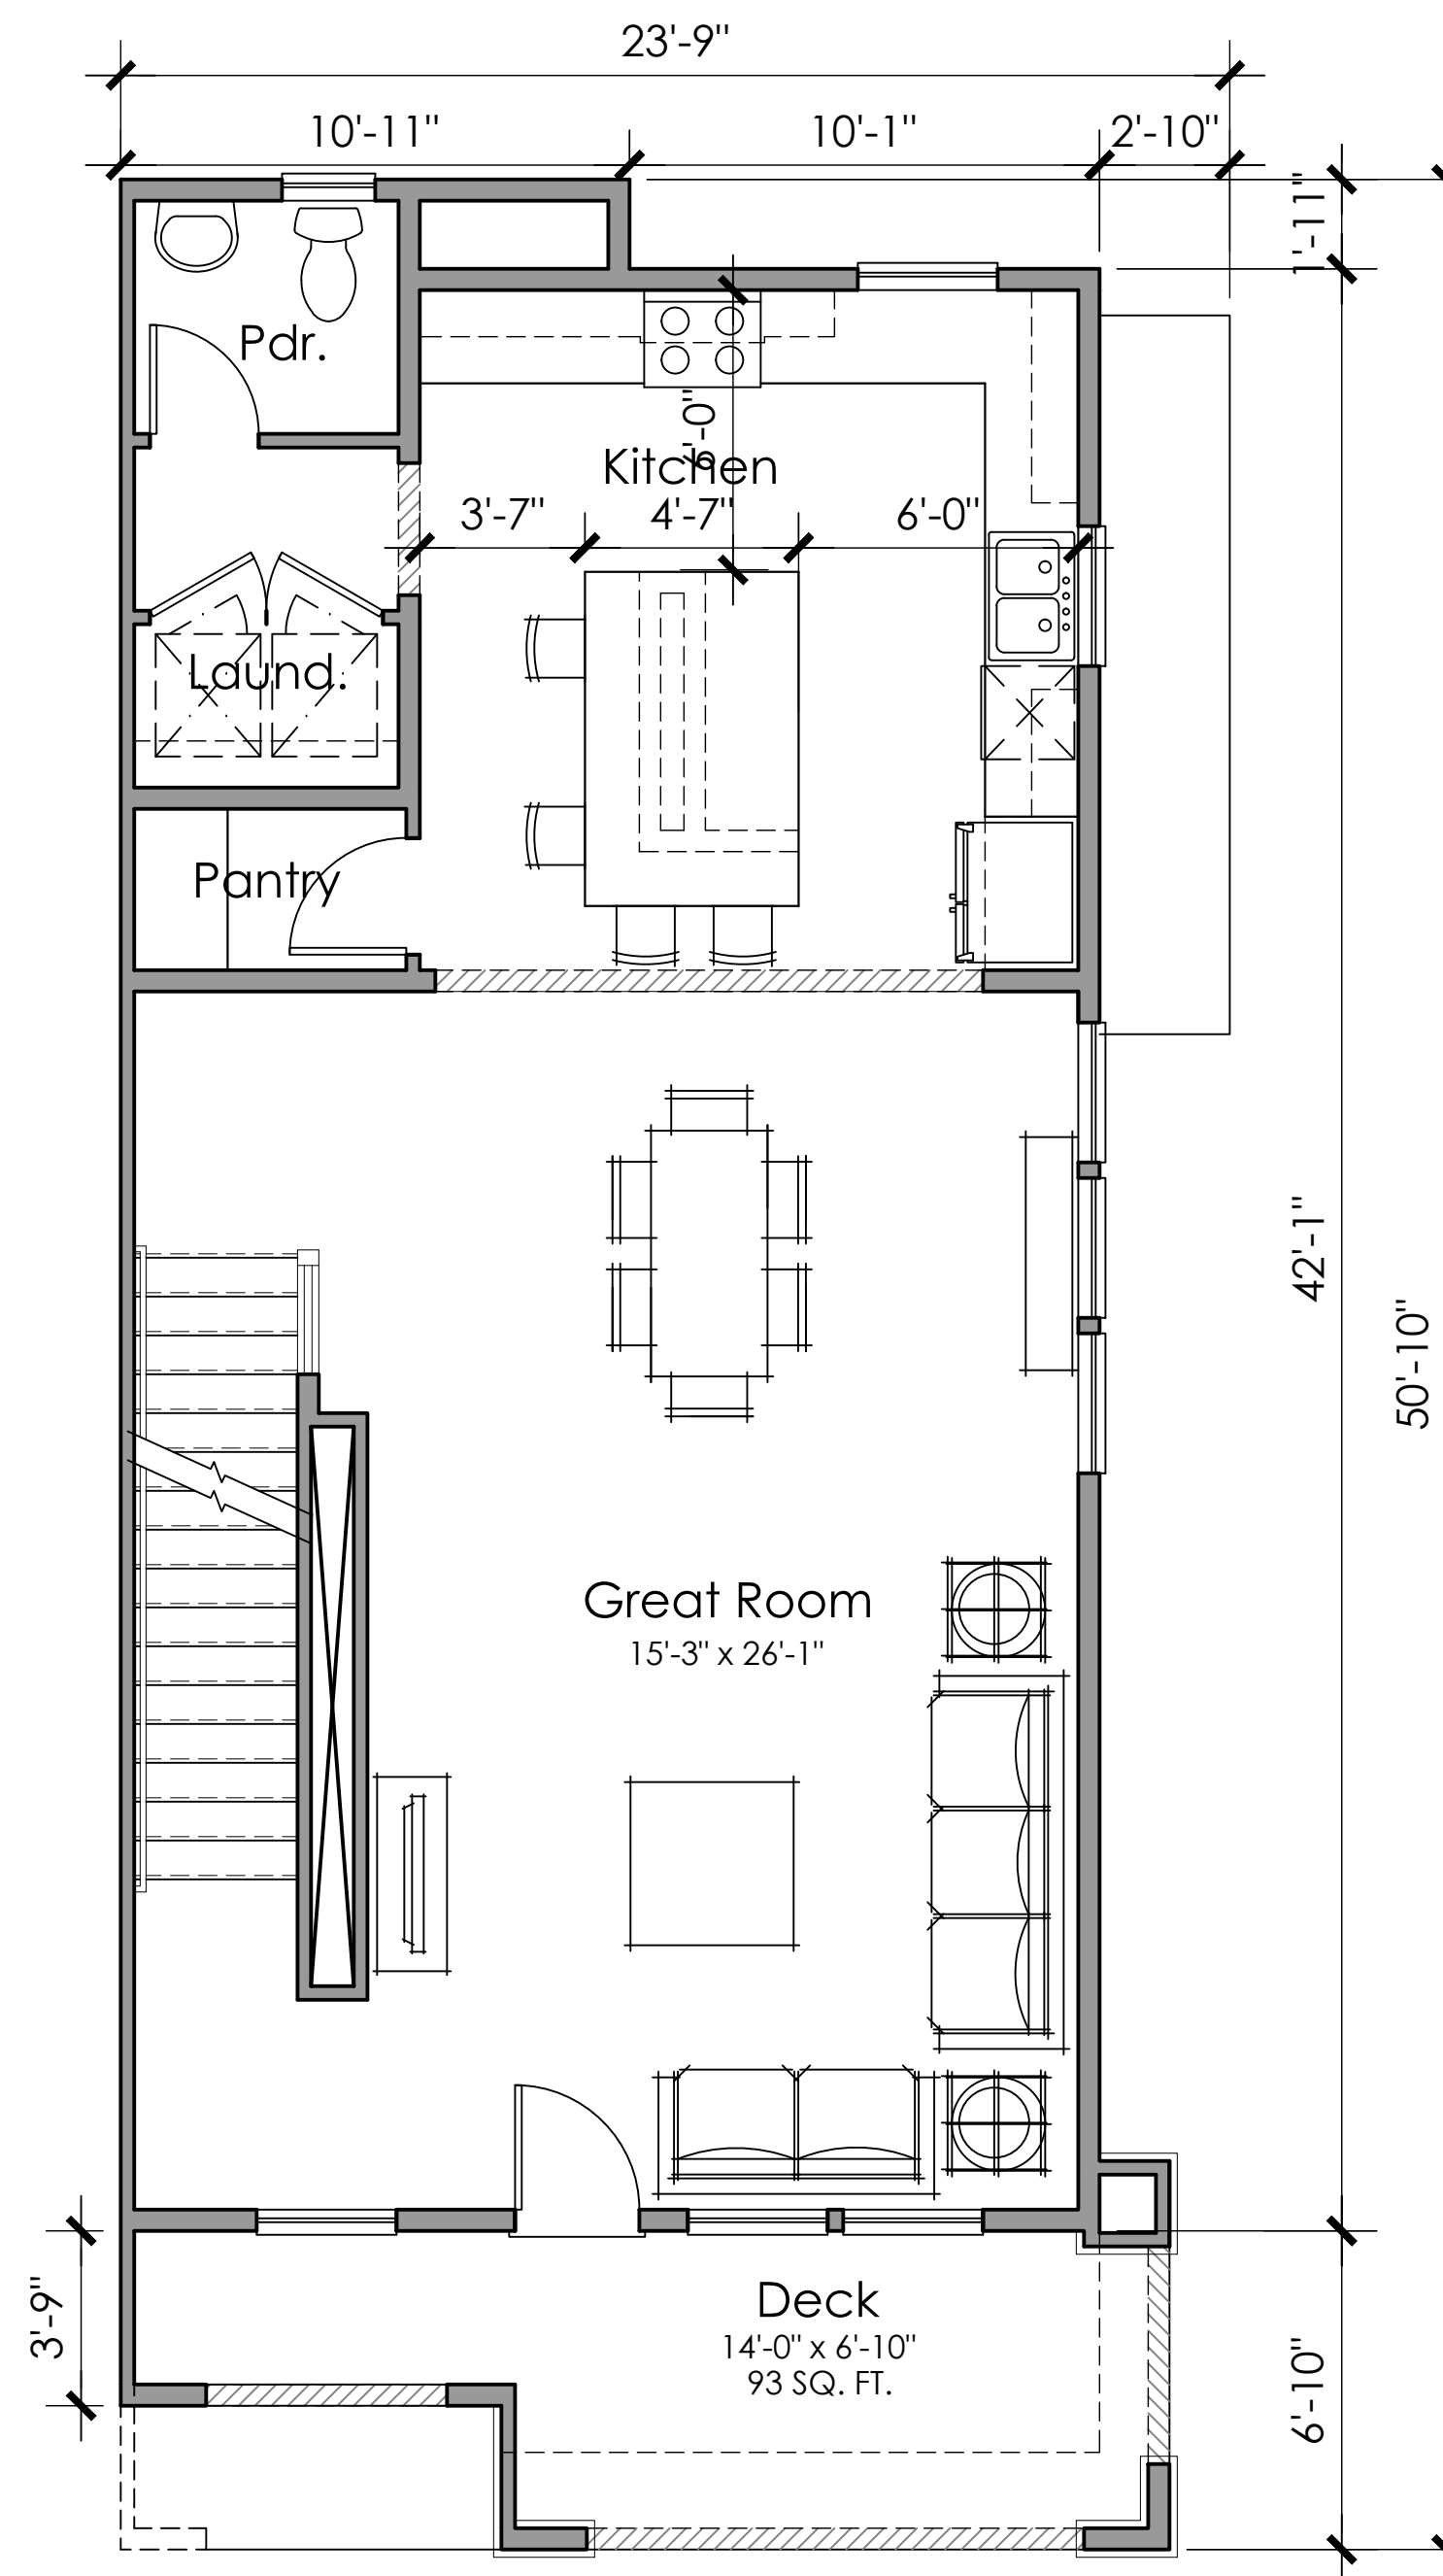 23'-9"
10'-11"
10'-1"
2'-10"
1'-11"
Pdr.
6'-0"
Kitchen
3'-7"
4'-7"
6'-0"
Laund.
Pantry
42'-1"
50'-10"
Great Room
15'-3" x 26'-1"
3'-9"
Deck
14'-0" x 6'-10"
93 SQ. FT.
6'-10"